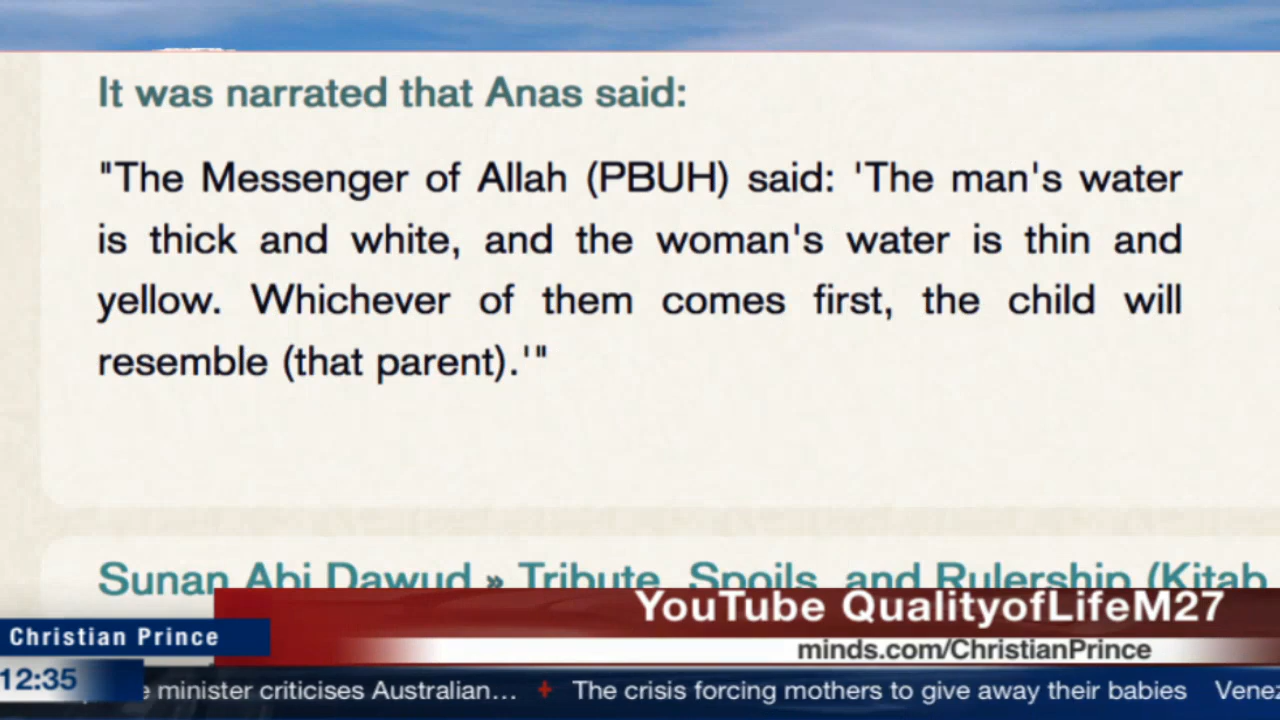 It was narrated that Anas said:
"The Messenger of Allah (PBUH) said: 'The man's water
is thick and white, and the woman's water is thin and
yellow. Whichever of them comes first, the child will
resemble (that parent).'"
Sunan Abi Dawud » Tribute, Spoils, and Rulership (Kitab
YouTube QualityofLifeM27
Christian Prince
minds.com/ChristianPrince
12:35
minister criticises Australian... + The crisis forcing mothers to give away their babies